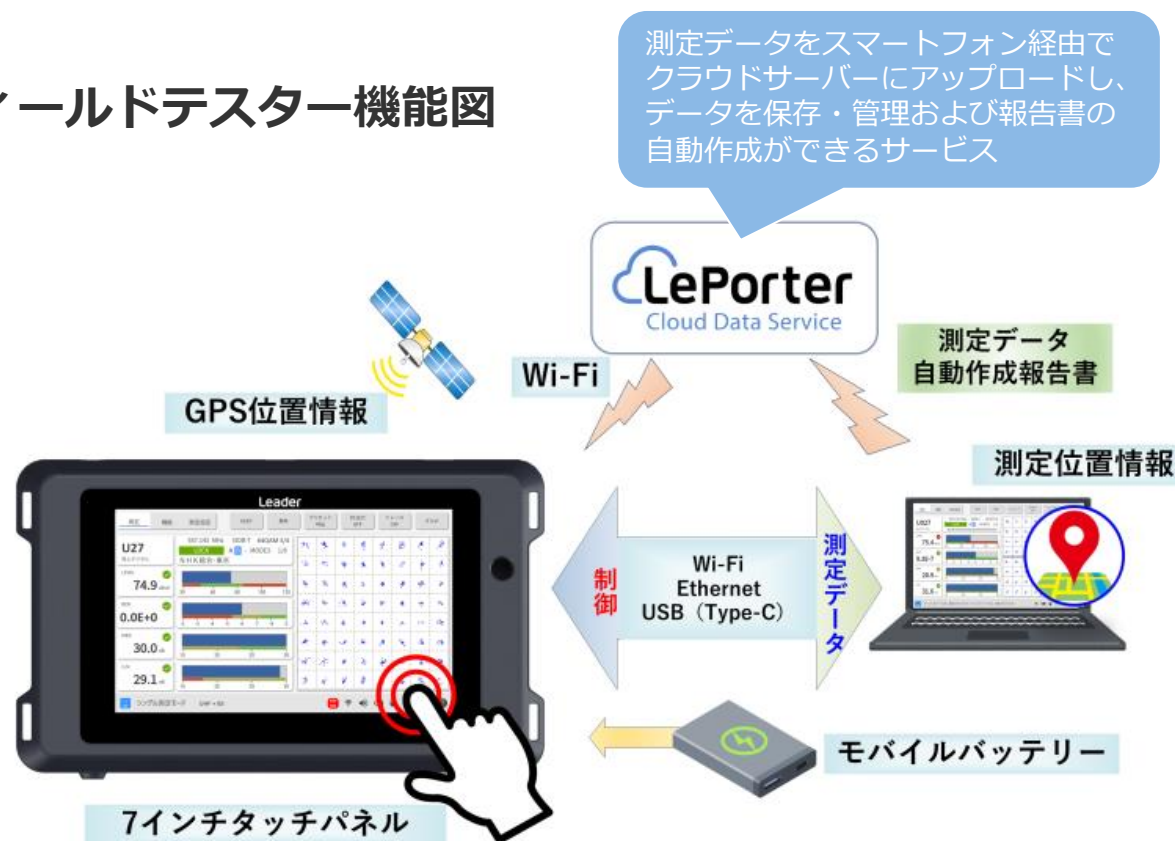 ィールドテスター機能図
測定データをスマートフォン経由で
クラウドサーバーにアップロードし、
データを保存・管理および報告書の
自動作成ができるサービス
LePorter
Cloud Data Service
Wi-Fi
測定データ
自動作成報告書
GPS位置情報
測定位置情報
Leader
U27
74.9
0.0E+0
30.0
29.1
制御
Wi-Fi
Ethernet
USB（Type-C）
測定データ
U27
モバイルバッテリー
7インチタッチパネル